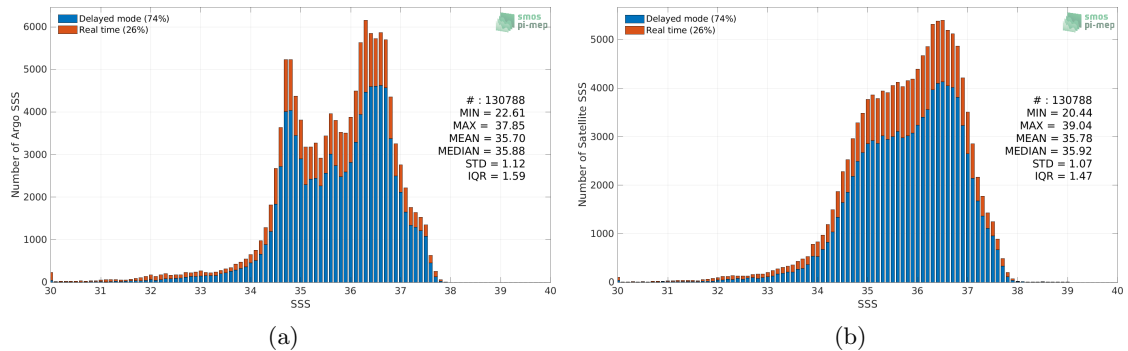 Delayed mode (74%)
Real time (26%)
smos
pi-mep
6000
5000
4000
3000
2000
1000
0
Number of Argo SSS
# : 130788
MIN = 22.61
MAX = 37.85
MEAN = 35.70
MEDIAN = 35.88
STD = 1.12
IQR = 1.59
30 31 32 33 34 35 36 37 38 39 40
SSS
(a)
Delayed mode (74%)
Real time (26%)
smos
pi-mep
5000
4000
3000
2000
1000
0
Number of Satellite SSS
# : 130788
MIN = 20.44
MAX = 39.04
MEAN = 35.78
MEDIAN = 35.92
STD = 1.07
IQR = 1.47
30 31 32 33 34 35 36 37 38 39 40
SSS
(b)